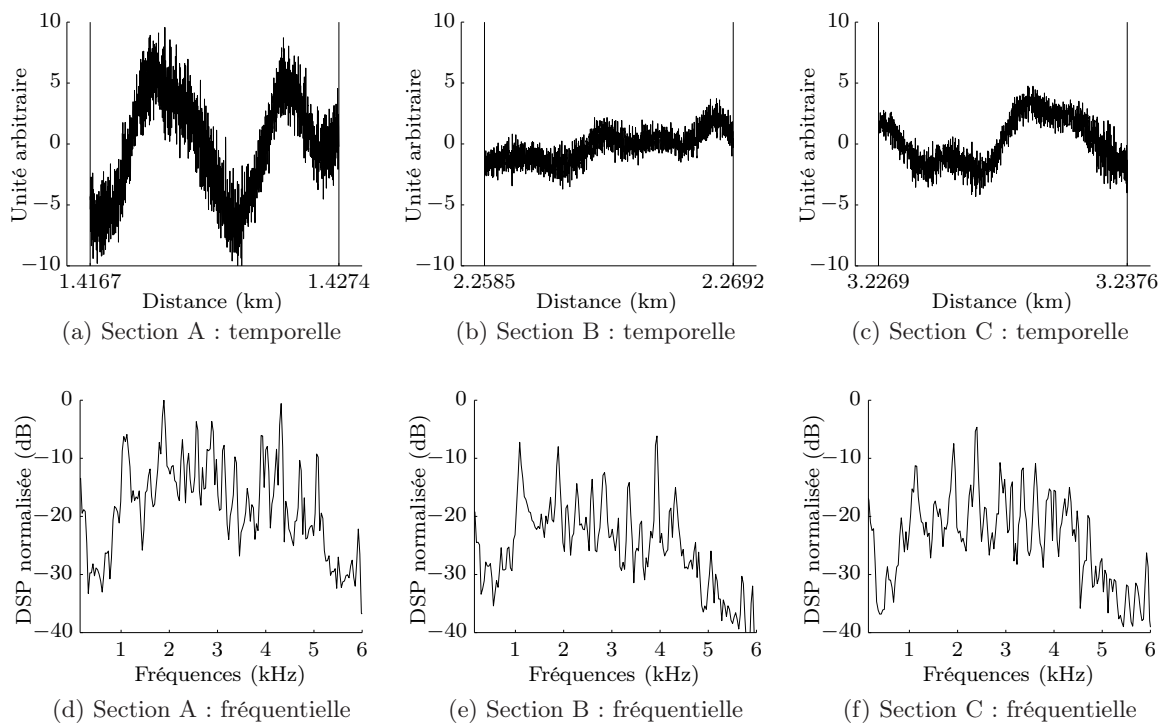 10
5
0
−5
−10
Unité arbitraire
1.4167 1.4274
Distance (km)
(a) Section A : temporelle
10
5
0
−5
−10
Unité arbitraire
2.2585 2.2692
Distance (km)
(b) Section B : temporelle
10
5
0
−5
−10
Unité arbitraire
3.2269 3.2376
Distance (km)
(c) Section C : temporelle
0
−10
−20
−30
−40
DSP normalisée (dB)
1 2 3 4 5 6
Fréquences (kHz)
(d) Section A : fréquentielle
0
−10
−20
−30
−40
DSP normalisée (dB)
1 2 3 4 5 6
Fréquences (kHz)
(e) Section B : fréquentielle
0
−10
−20
−30
−40
DSP normalisée (dB)
1 2 3 4 5 6
Fréquences (kHz)
(f) Section C : fréquentielle